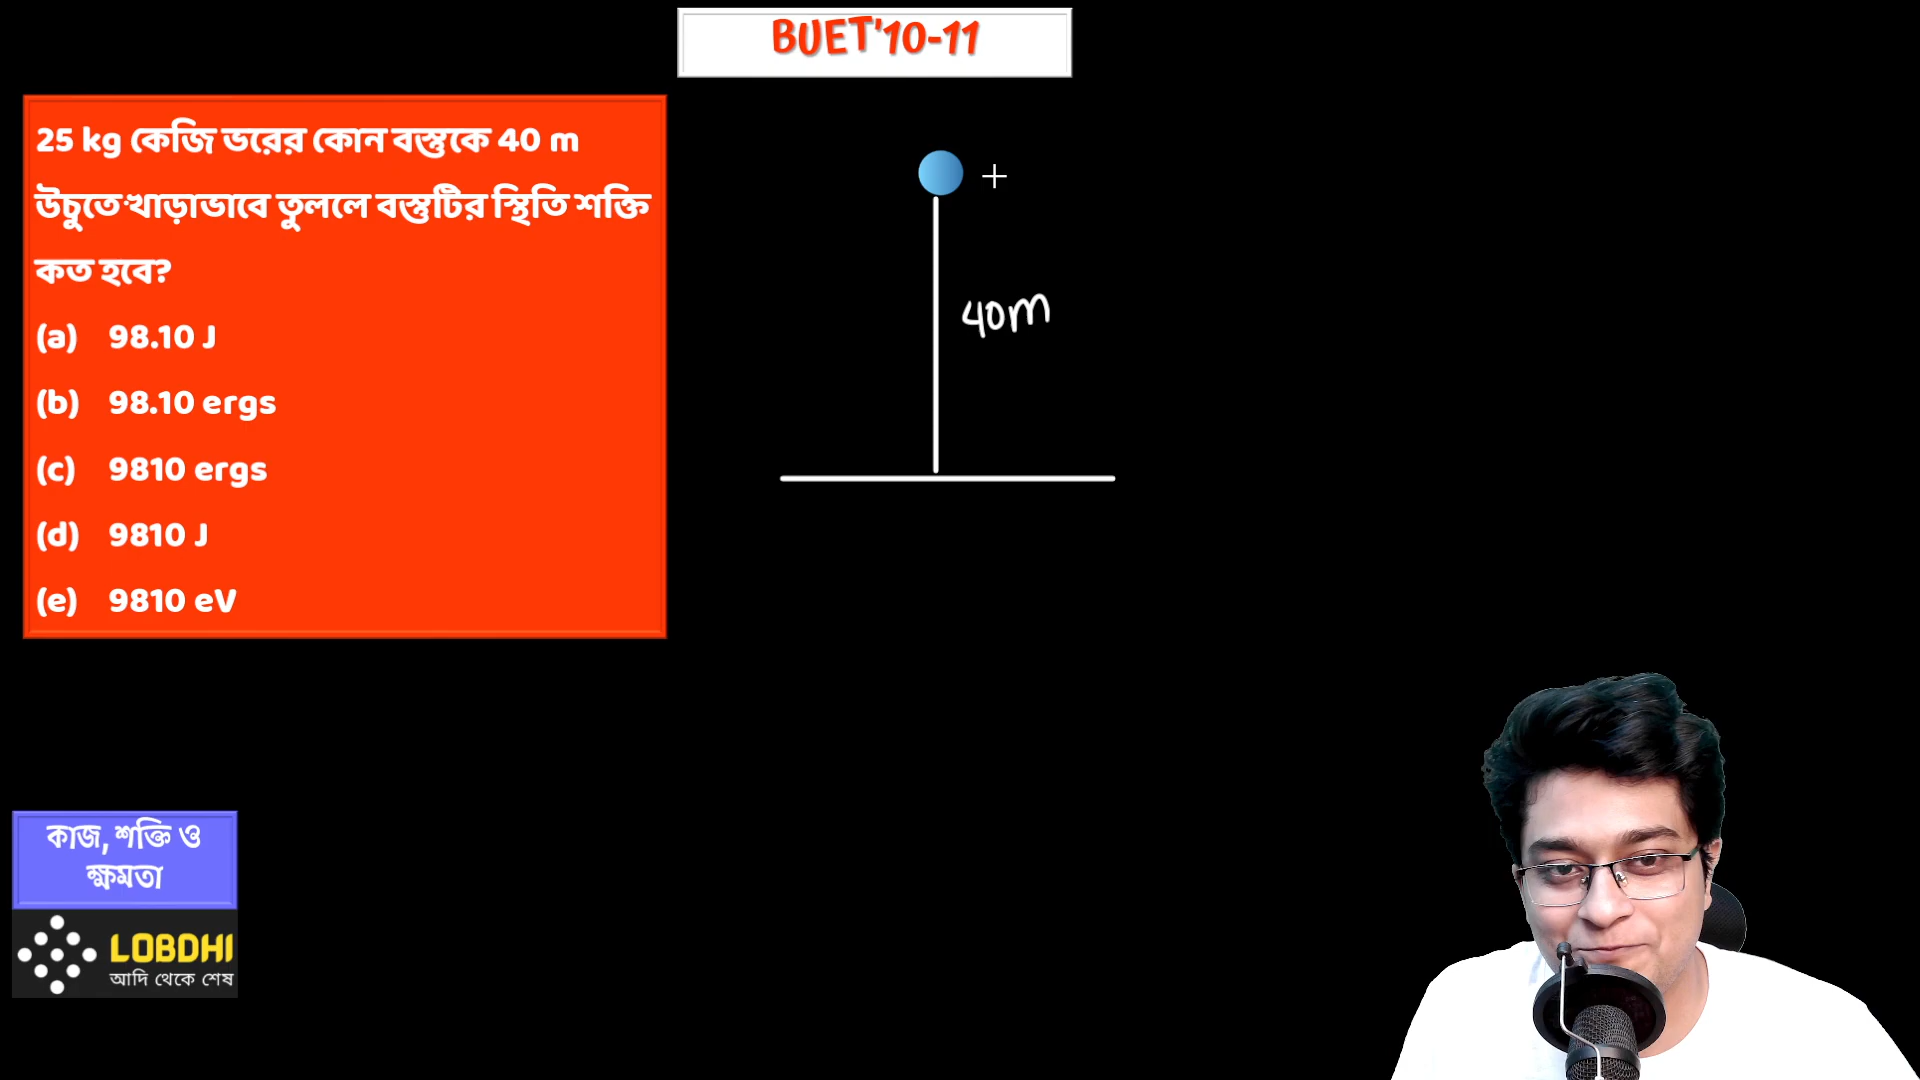 BUET'10-11
25 kg কেজি ভরের কোন বস্তুকে 40 m
উচুতে খাড়াভাবে তুললে বস্তুটির স্থিতি শক্তি
কত হবে?
(a) 98.10 J
(b) 98.10 ergs
(c) 9810 ergs
(d) 9810 J
(e) 9810 eV
40m
কাজ, শক্তি ও
ক্ষমতা
LOBDHI
আদি থেকে শেষ